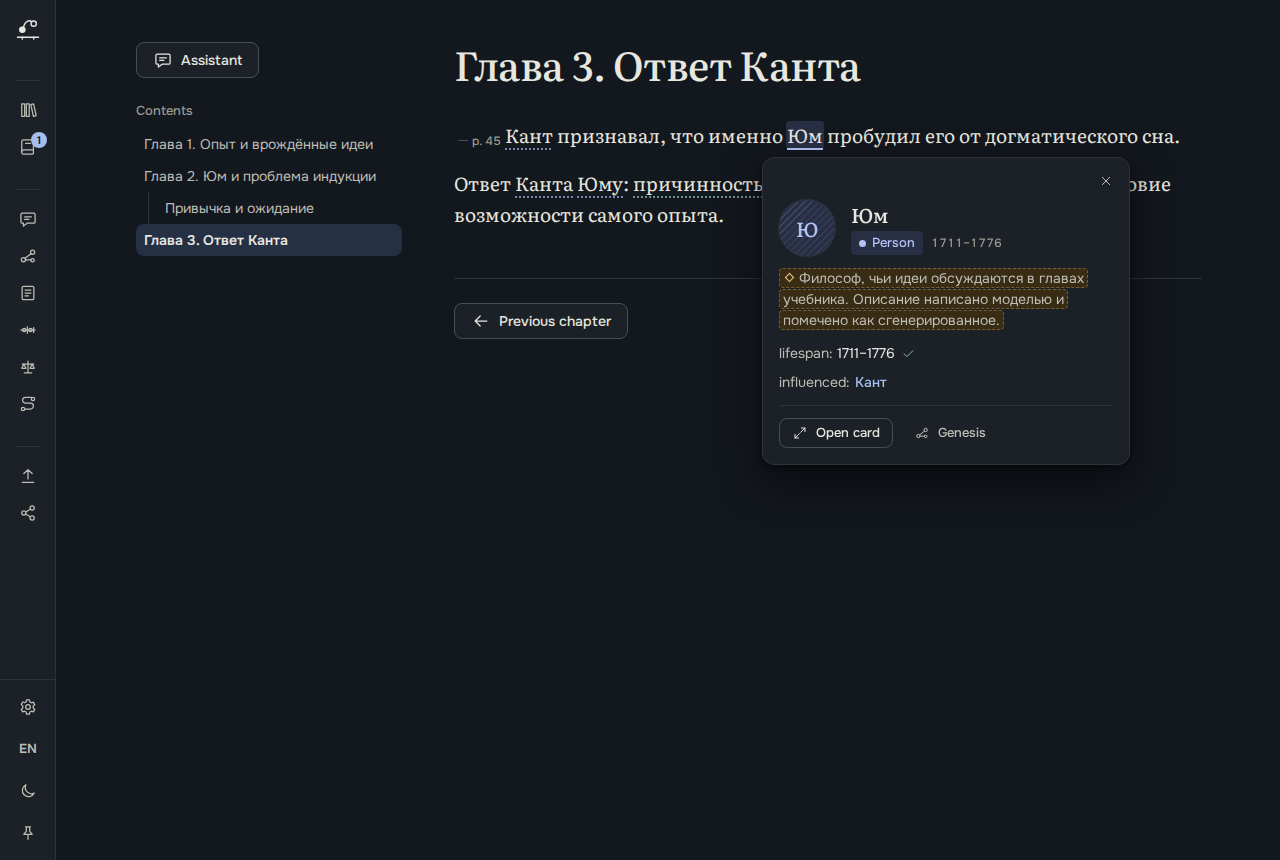 Assistant
Contents
Глава 1. Опыт и врождённые идеи
1
Глава 2. Юм и проблема индукции
Привычка и ожидание
Глава 3. Ответ Канта
EN
Глава 3. Ответ Канта
p. 45 Кант признавал, что именно Юм пробудил его от догматического сна.
Ответ Канта Юму: причинность
возможности самого опыта.
Previous chapter
Ю
Юм
Person 1711–1776
Философ, чьи идеи обсуждаются в главах
учебника. Описание написано моделью и
помечено как сгенерированное.
lifespan: 1711–1776
influenced: Кант
Open card
Genesis